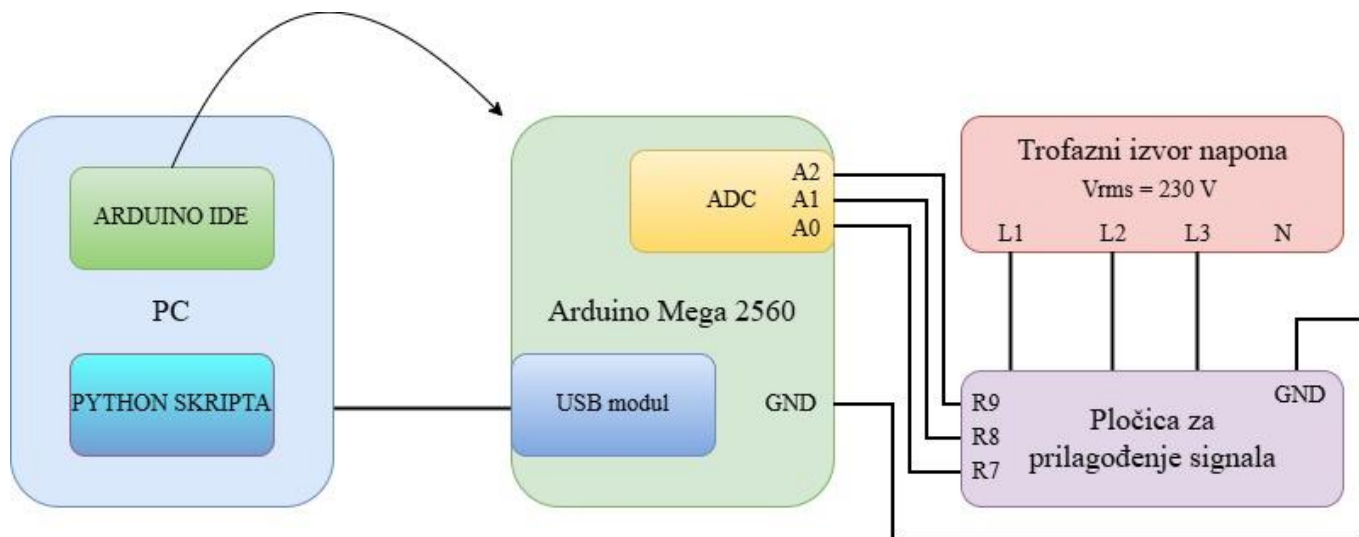 ARDUINO IDE
PC
PYTHON SKRIPTA
ADC
A2
A1
A0
Arduino Mega 2560
USB modul
GND
Trofazni izvor napona
Vrms = 230 V
L1 L2 L3 N
R9
R8
R7
GND
Pločica za
prilagođenje signala